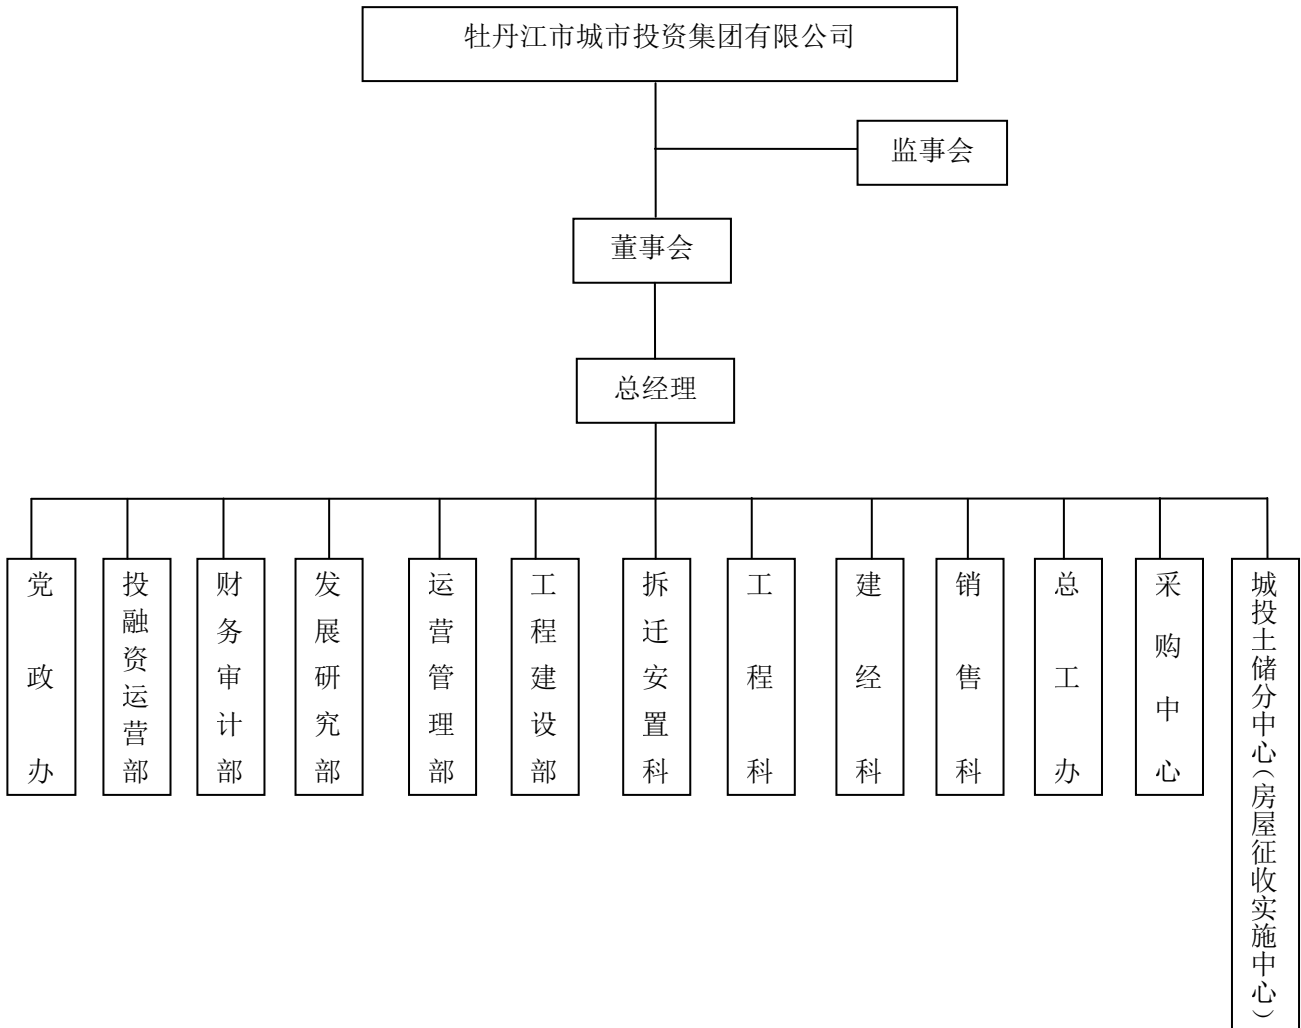 牡丹江市城市投资集团有限公司
监事会
董事会
总经理
党政办
投融资运营部
财务审计部
发展研究部
运营管理部
工程建设部
拆迁安置科
工程科
建经科
销售科
总工办
采购中心
城投土储分中心(房屋征收实施中心)